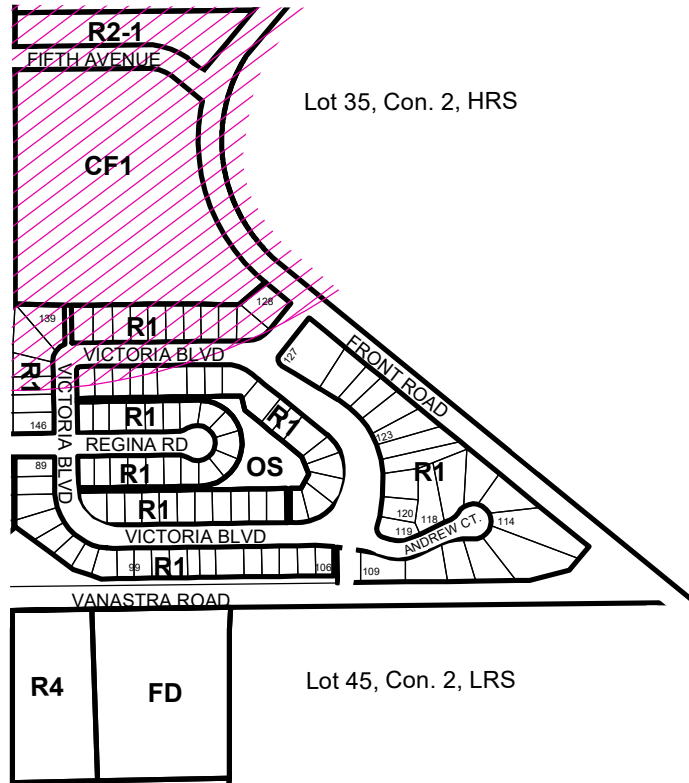 R2-1
FIFTH AVENUE
Lot 35, Con. 2, HRS
CF1
128
139
R1
VICTORIA BLVD
127
FRONT ROAD
R1
VICTORIA BLVD
R1
R1
146
123
REGINA RD
89
R1
OS
R1
R1
120
118
114
119
ANDREW CT.
VICTORIA BLVD
99
R1
106
109
VANASTRA ROAD
R4
FD
Lot 45, Con. 2, LRS